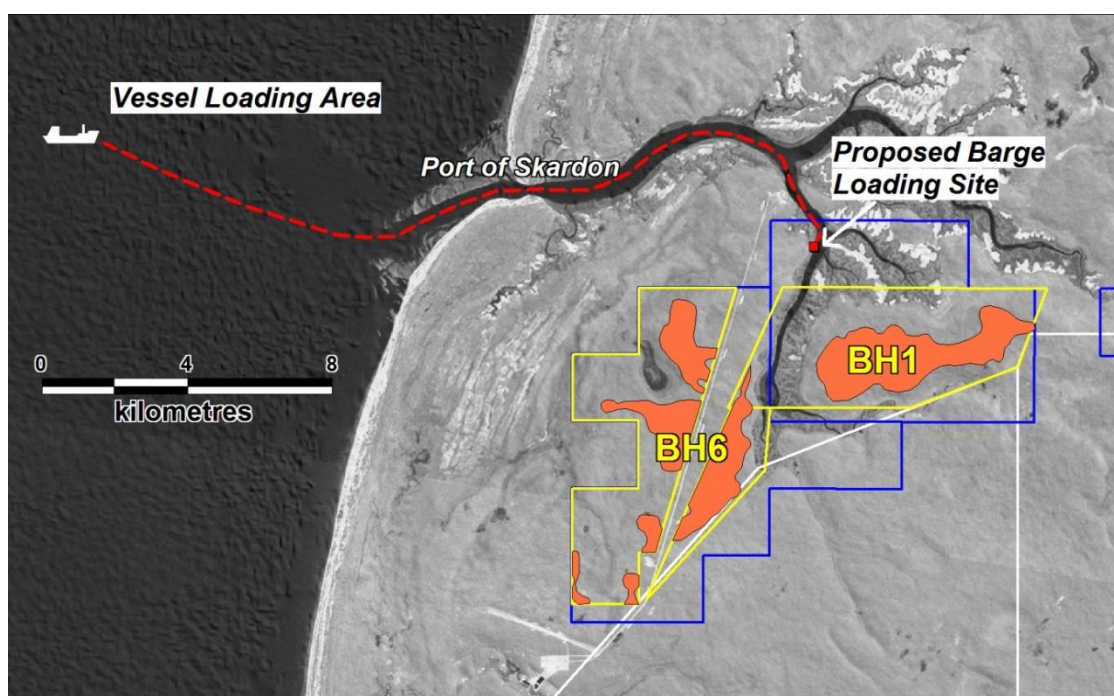 Vessel Loading Area
Port of Skardon
Proposed Barge
Loading Site
0 4 8
kilometres
BH1
BH6